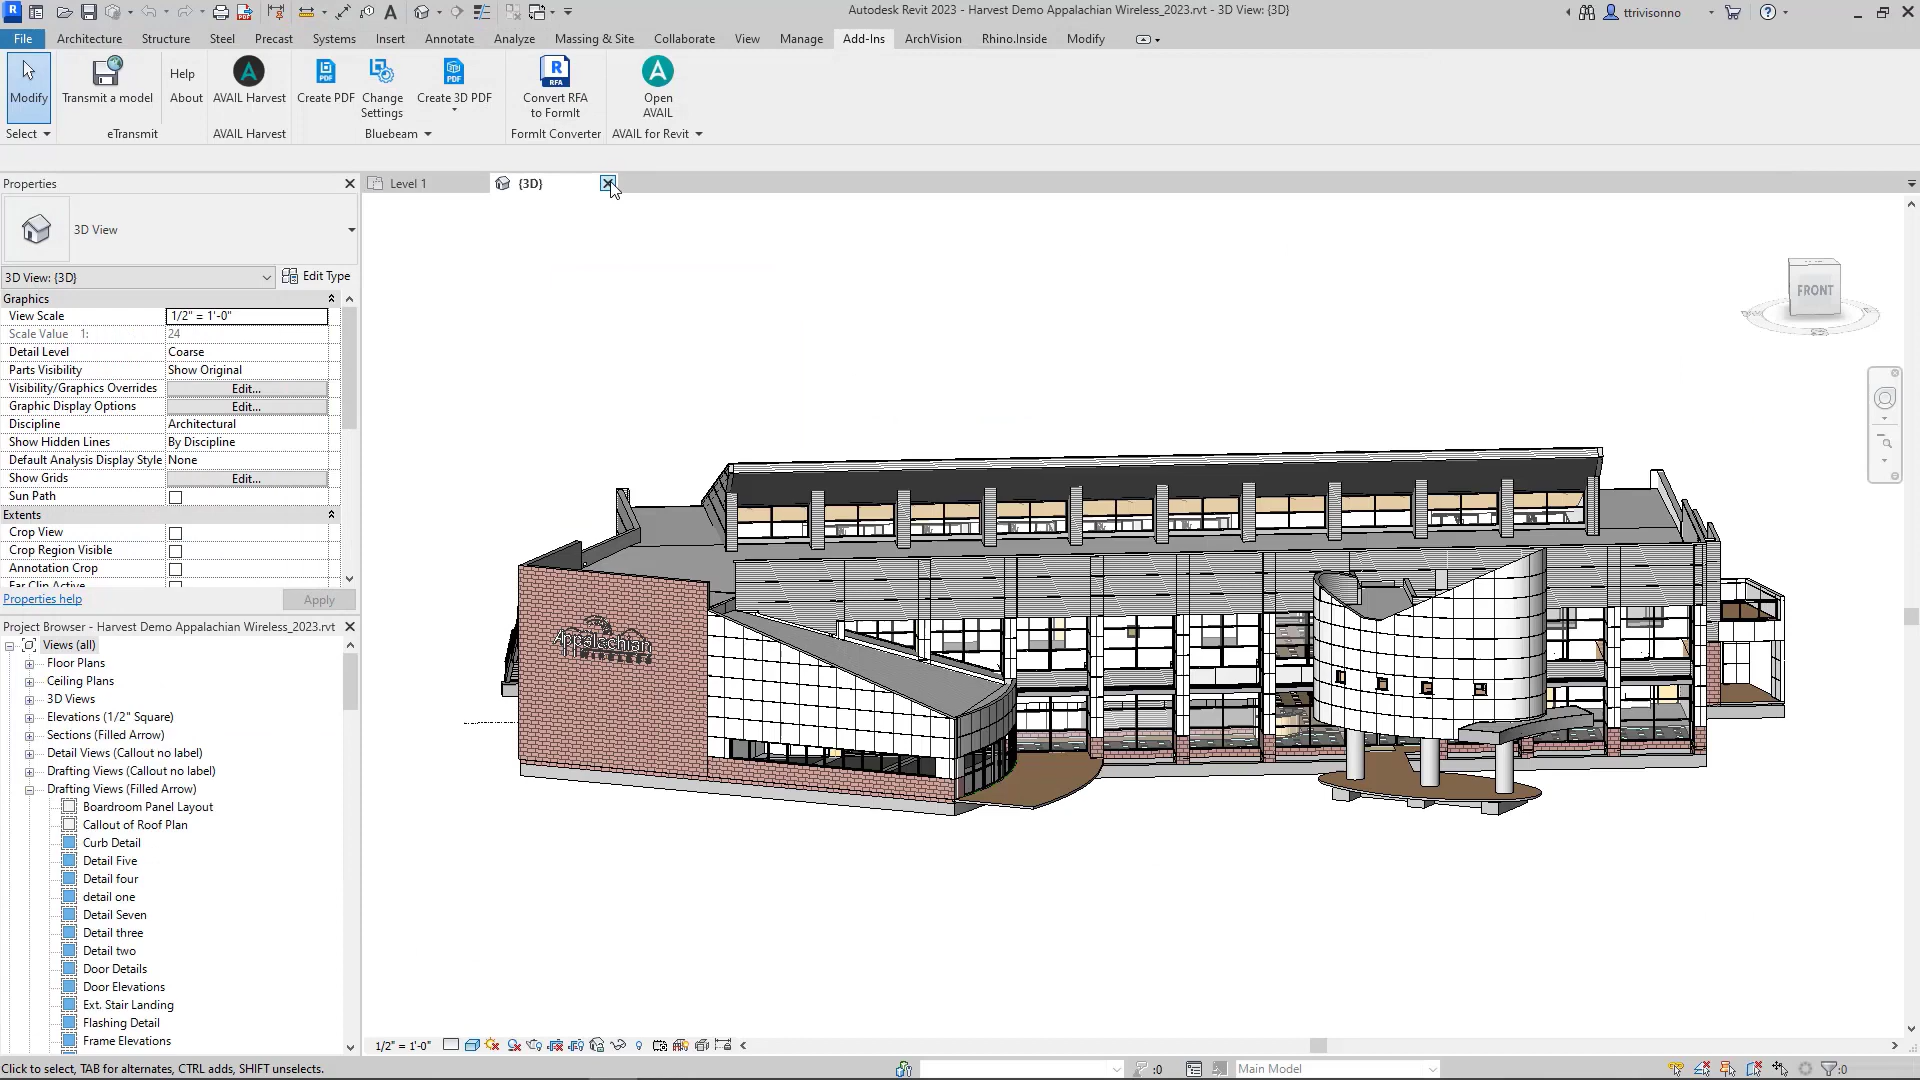 Autodesk Revit 2023 - Harvest Demo Appalachian Wireless_2023.rvt - 3D View: {3D}
ttrivisonno
File
Architecture
Structure
Steel
Precast
Systems
Insert
Annotate
Analyze
Massing & Site
Collaborate
View
Manage
Add-Ins
ArchVision
Rhino.Inside
Modify
Modify
Transmit a model
Help
About
AVAIL Harvest
Create PDF
Change Settings
Create 3D PDF
Convert RFA to FormIt
Open AVAIL
Select
eTransmit
AVAIL Harvest
Bluebeam
FormIt Converter
AVAIL for Revit
Properties
Level 1
{3D}
3D View
3D View: {3D}
Edit Type
Graphics
View Scale
1/2" = 1'-0"
Scale Value 1:
24
Detail Level
Coarse
Parts Visibility
Show Original
Visibility/Graphics Overrides
Edit...
Graphic Display Options
Edit...
Discipline
Architectural
Show Hidden Lines
By Discipline
Default Analysis Display Style
None
Show Grids
Edit...
Sun Path
Extents
Crop View
Crop Region Visible
Annotation Crop
Far Clip Active
Properties help
Apply
Project Browser - Harvest Demo Appalachian Wireless_2023.rvt
Views (all)
Floor Plans
Ceiling Plans
3D Views
Elevations (1/2" Square)
Sections (Filled Arrow)
Detail Views (Callout no label)
Drafting Views (Callout no label)
Drafting Views (Filled Arrow)
Boardroom Panel Layout
Callout of Roof Plan
Curb Detail
Detail Five
Detail four
detail one
Detail Seven
Detail three
Detail two
Door Details
Door Elevations
Ext. Stair Landing
Flashing Detail
Frame Elevations
FRONT
Appalachian
WIRELESS
1/2" = 1'-0"
Click to select, TAB for alternates, CTRL adds, SHIFT unselects.
:0
Main Model
:0